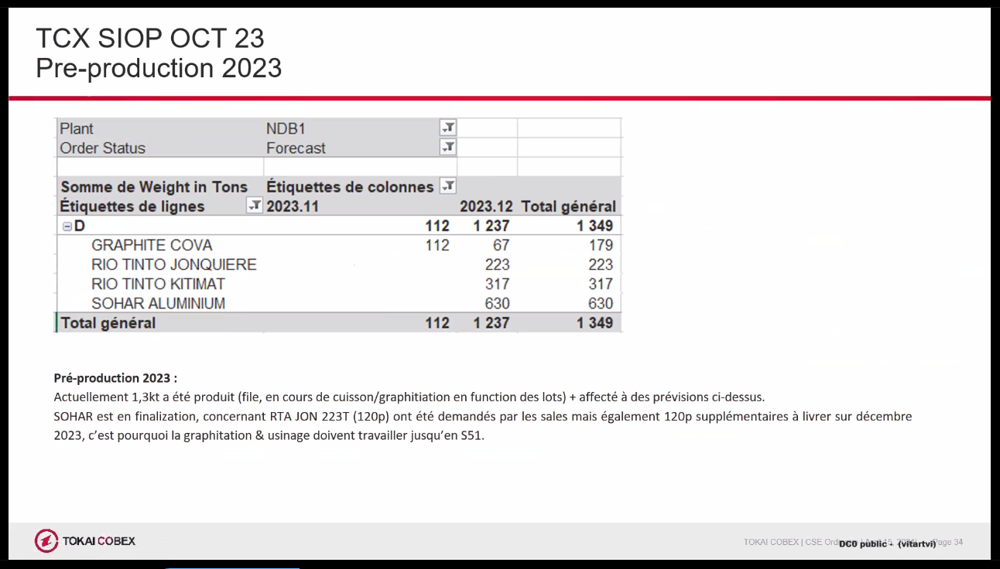 TCX SIOP OCT 23
Pre-production 2023
Plant NDB1
Order Status Forecast
Somme de Weight in Tons Étiquettes de colonnes
Étiquettes de lignes 2023.11 2023.12 Total général
D 112 1 237 1 349
GRAPHITE COVA 112 67 179
RIO TINTO JONQUIERE 223 223
RIO TINTO KITIMAT 317 317
SOHAR ALUMINIUM 630 630
Total général 112 1 237 1 349
Pré-production 2023 :
Actuellement 1,3kt a été produit (file, en cours de cuisson/graphitiation en function des lots) + affecté à des prévisions ci-dessus.
SOHAR est en finalization, concernant RTA JON 223T (120p) ont été demandés par les sales mais également 120p supplémentaires à livrer sur décembre
2023, c’est pourquoi la graphitation & usinage doivent travailler jusqu’en S51.
TOKAI COBEX
TOKAI COBEX | CSE Page 34
DCO public - (vitartvi)